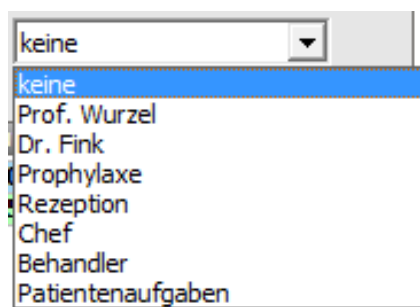 keine
keine
Prof. Wurzel
Dr. Fink
Prophylaxe
Rezeption
Chef
Behandler
Patientenaufgaben